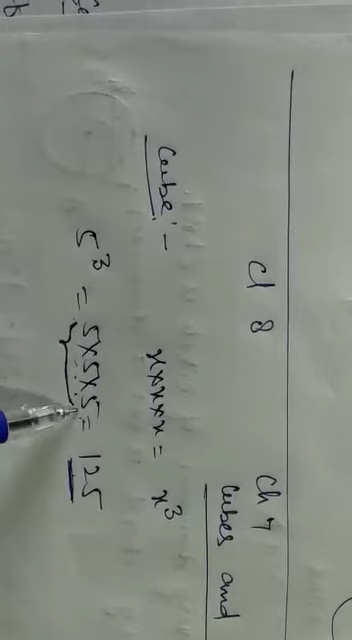 Cl 8
Ch 7
Cubes and
Cube :-
x×x×x = x³
5³ = 5×5×5 = 125